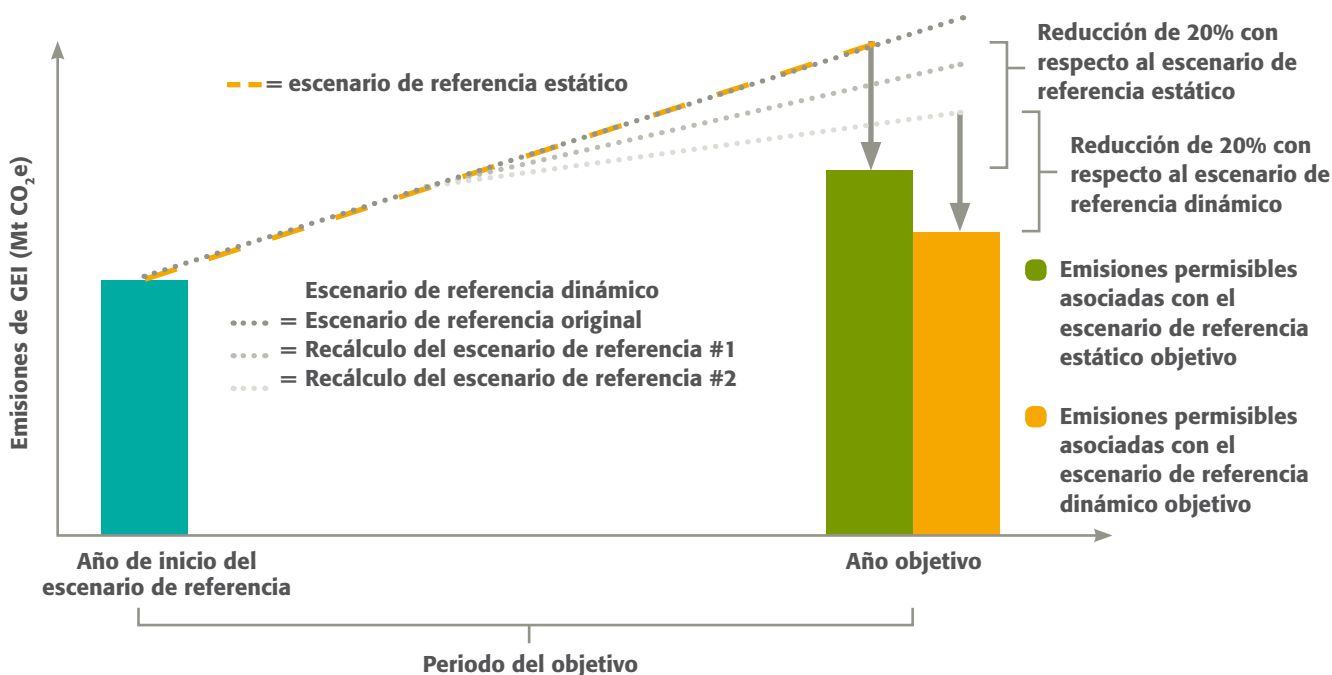 Emisiones de GEI (Mt CO₂e)
= escenario de referencia estático
Reducción de 20% con
respecto al escenario de
referencia estático
Reducción de 20% con
respecto al escenario de
referencia dinámico
Escenario de referencia dinámico
= Escenario de referencia original
= Recálculo del escenario de referencia #1
= Recálculo del escenario de referencia #2
Emisiones permisibles
asociadas con el
escenario de referencia
estático objetivo
Emisiones permisibles
asociadas con el
escenario de referencia
dinámico objetivo
Año de inicio del
escenario de referencia
Año objetivo
Periodo del objetivo